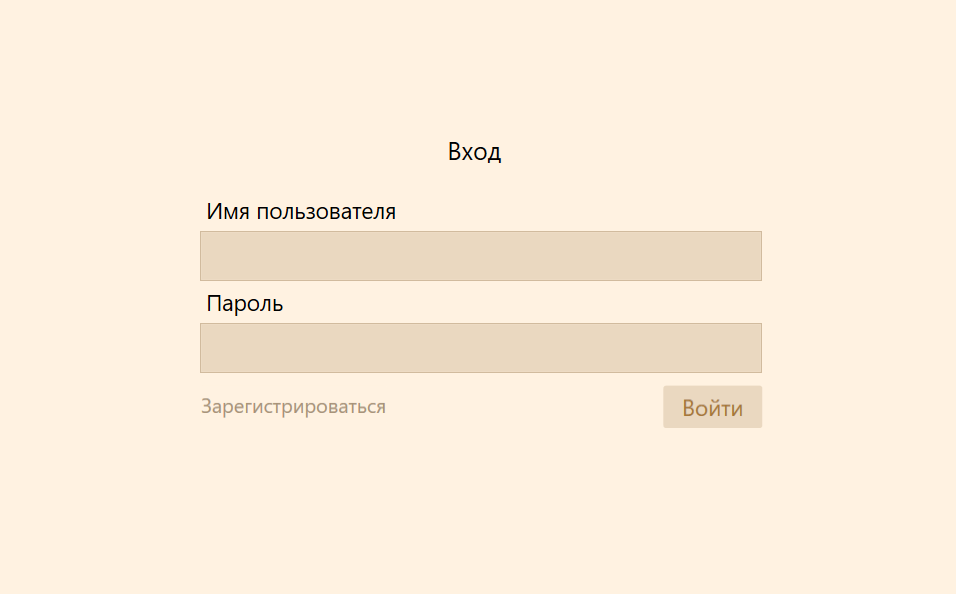 Вход
Имя пользователя
Пароль
Зарегистрироваться
Войти